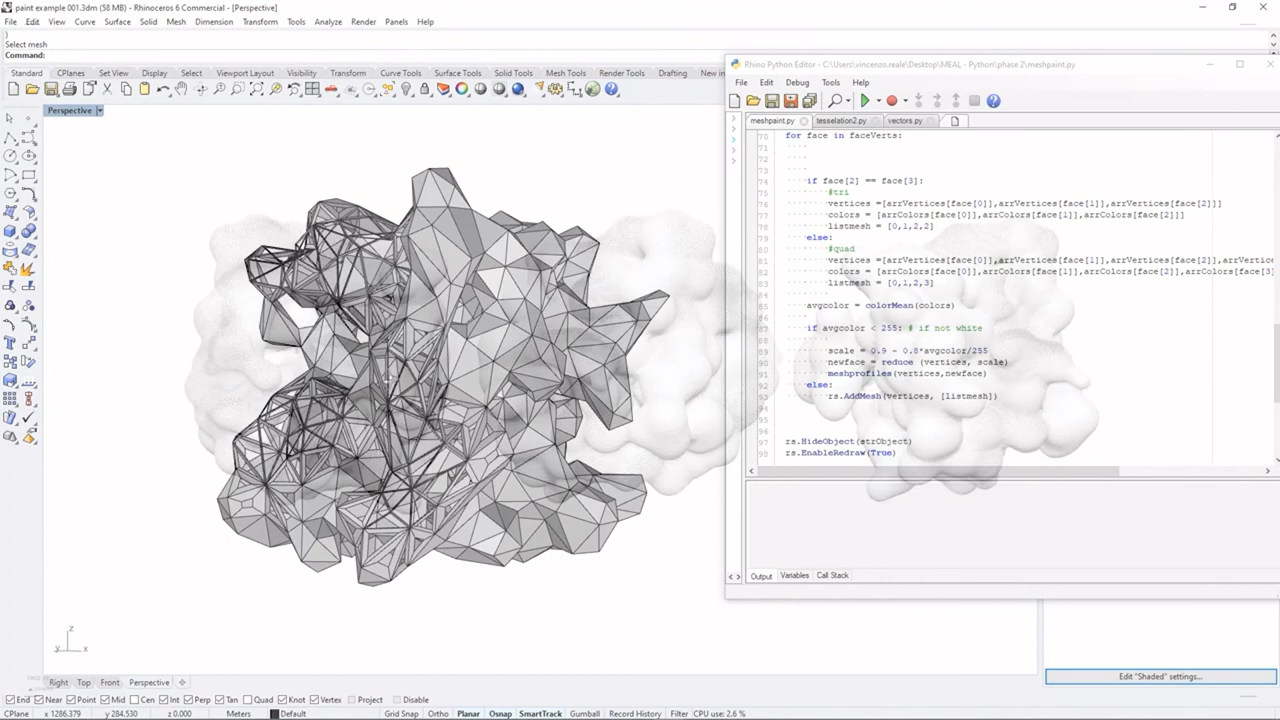 paint example 001.3dm (58 MB) - Rhinoceros 6 Commercial - [Perspective]
File Edit View Curve Surface Solid Mesh Dimension Transform Tools Analyze Render Panels Help
)
Select mesh
Command:
Standard CPlanes Set View Display Select Viewport Layout Visibility Transform Curve Tools Surface Tools Solid Tools Mesh Tools Render Tools Drafting New in
Perspective
Rhino Python Editor - C:\Users\vincenzo.reale\Desktop\MEAL - Python\phase 2\meshpaint.py
File Edit Debug Tools Help
meshpaint.py tesselation2.py vectors.py
70 for face in faceVerts:
71
72
73
74 if face[2] == face[3]:
75 #tri
76 vertices =[arrVertices[face[0]],arrVertices[face[1]],arrVertices[face[2]]]
77 colors = [arrColors[face[0]],arrColors[face[1]],arrColors[face[2]]]
78 listmesh = [0,1,2,2]
79 else:
80 #quad
81 vertices =[arrVertices[face[0]],arrVertices[face[1]],arrVertices[face[2]],arrVertice
82 colors = [arrColors[face[0]],arrColors[face[1]],arrColors[face[2]],arrColors[face[3
83 listmesh = [0,1,2,3]
84
85 avgcolor = colorMean(colors)
86
87 if avgcolor < 255: # if not white
88
89 scale = 0.9 - 0.8*avgcolor/255
90 newface = reduce (vertices, scale)
91 meshprofiles(vertices,newface)
92 else:
93 rs.AddMesh(vertices, [listmesh])
94
95
96
97 rs.HideObject(strObject)
98 rs.EnableRedraw(True)
Output Variables Call Stack
z
y x
Edit "Shaded" settings...
Right Top Front Perspective
End Near Point Mid Cen Int Perp Tan Quad Knot Vertex Project Disable
CPlane x 1286.379 y 284.530 z 0.000 Meters Default Grid Snap Ortho Planar Osnap SmartTrack Gumball Record History Filter CPU use: 2.6 %